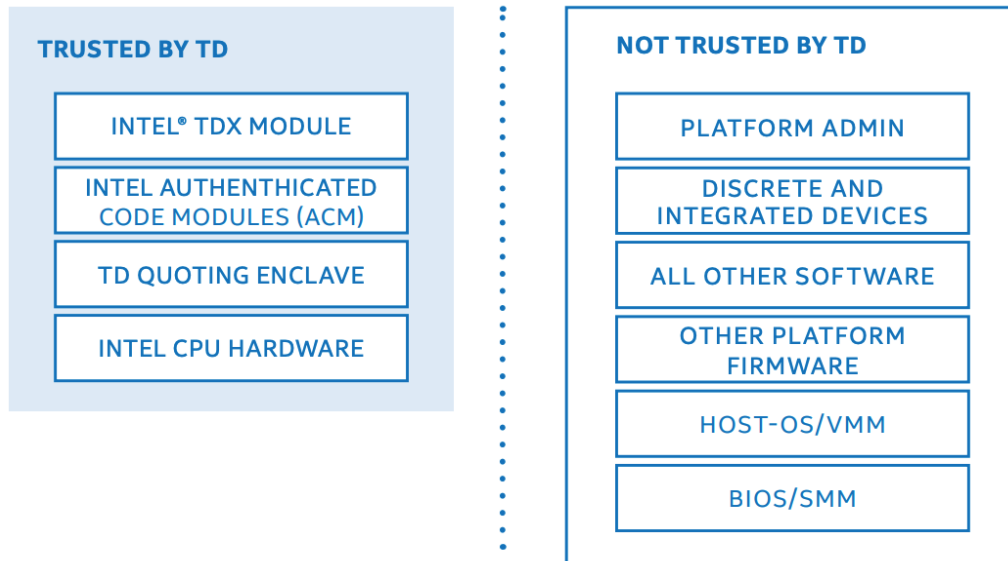 TRUSTED BY TD
INTEL® TDX MODULE
INTEL AUTHENTHICATED
CODE MODULES (ACM)
TD QUOTING ENCLAVE
INTEL CPU HARDWARE
NOT TRUSTED BY TD
PLATFORM ADMIN
DISCRETE AND
INTEGRATED DEVICES
ALL OTHER SOFTWARE
OTHER PLATFORM
FIRMWARE
HOST-OS/VMM
BIOS/SMM